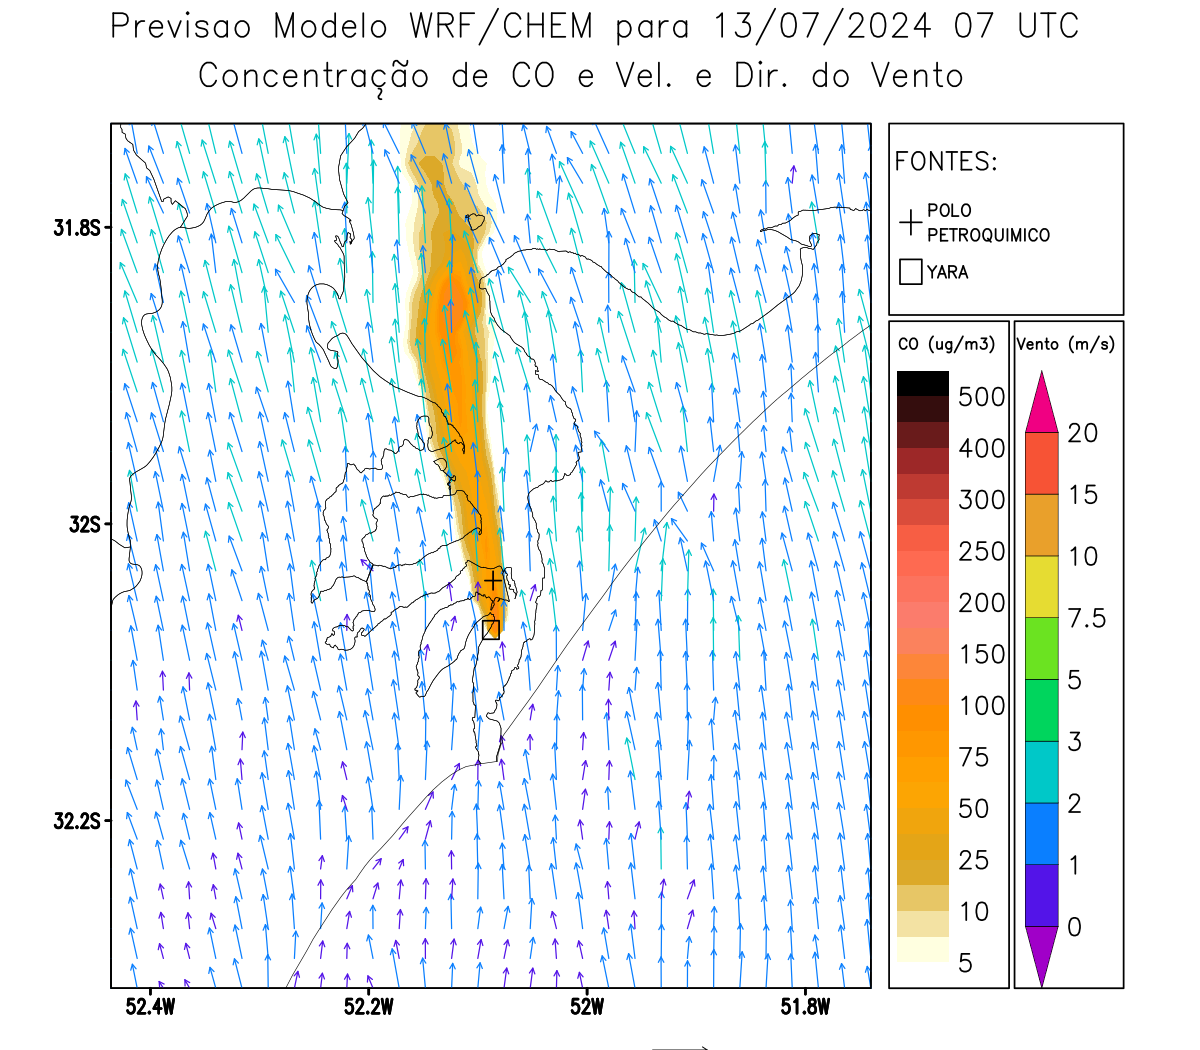 Previsao Modelo WRF/CHEM para 13/07/2024 07 UTC
Concentração de CO e Vel. e Dir. do Vento
FONTES:
POLO
PETROQUIMICO
YARA
CO (ug/m3)
500
400
300
250
200
150
100
75
50
25
10
5
Vento (m/s)
20
15
10
7.5
5
3
2
1
0
31.8S
32S
32.2S
52.4W
52.2W
52W
51.8W